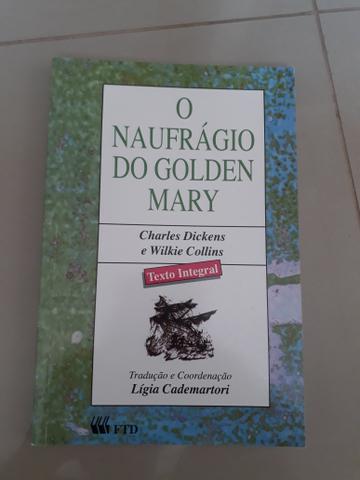 O
NAUFRÁGIO
DO GOLDEN
MARY
Charles Dickens
e Wilkie Collins
Texto Integral
Tradução e Coordenação
Lígia Cademartori
FTD